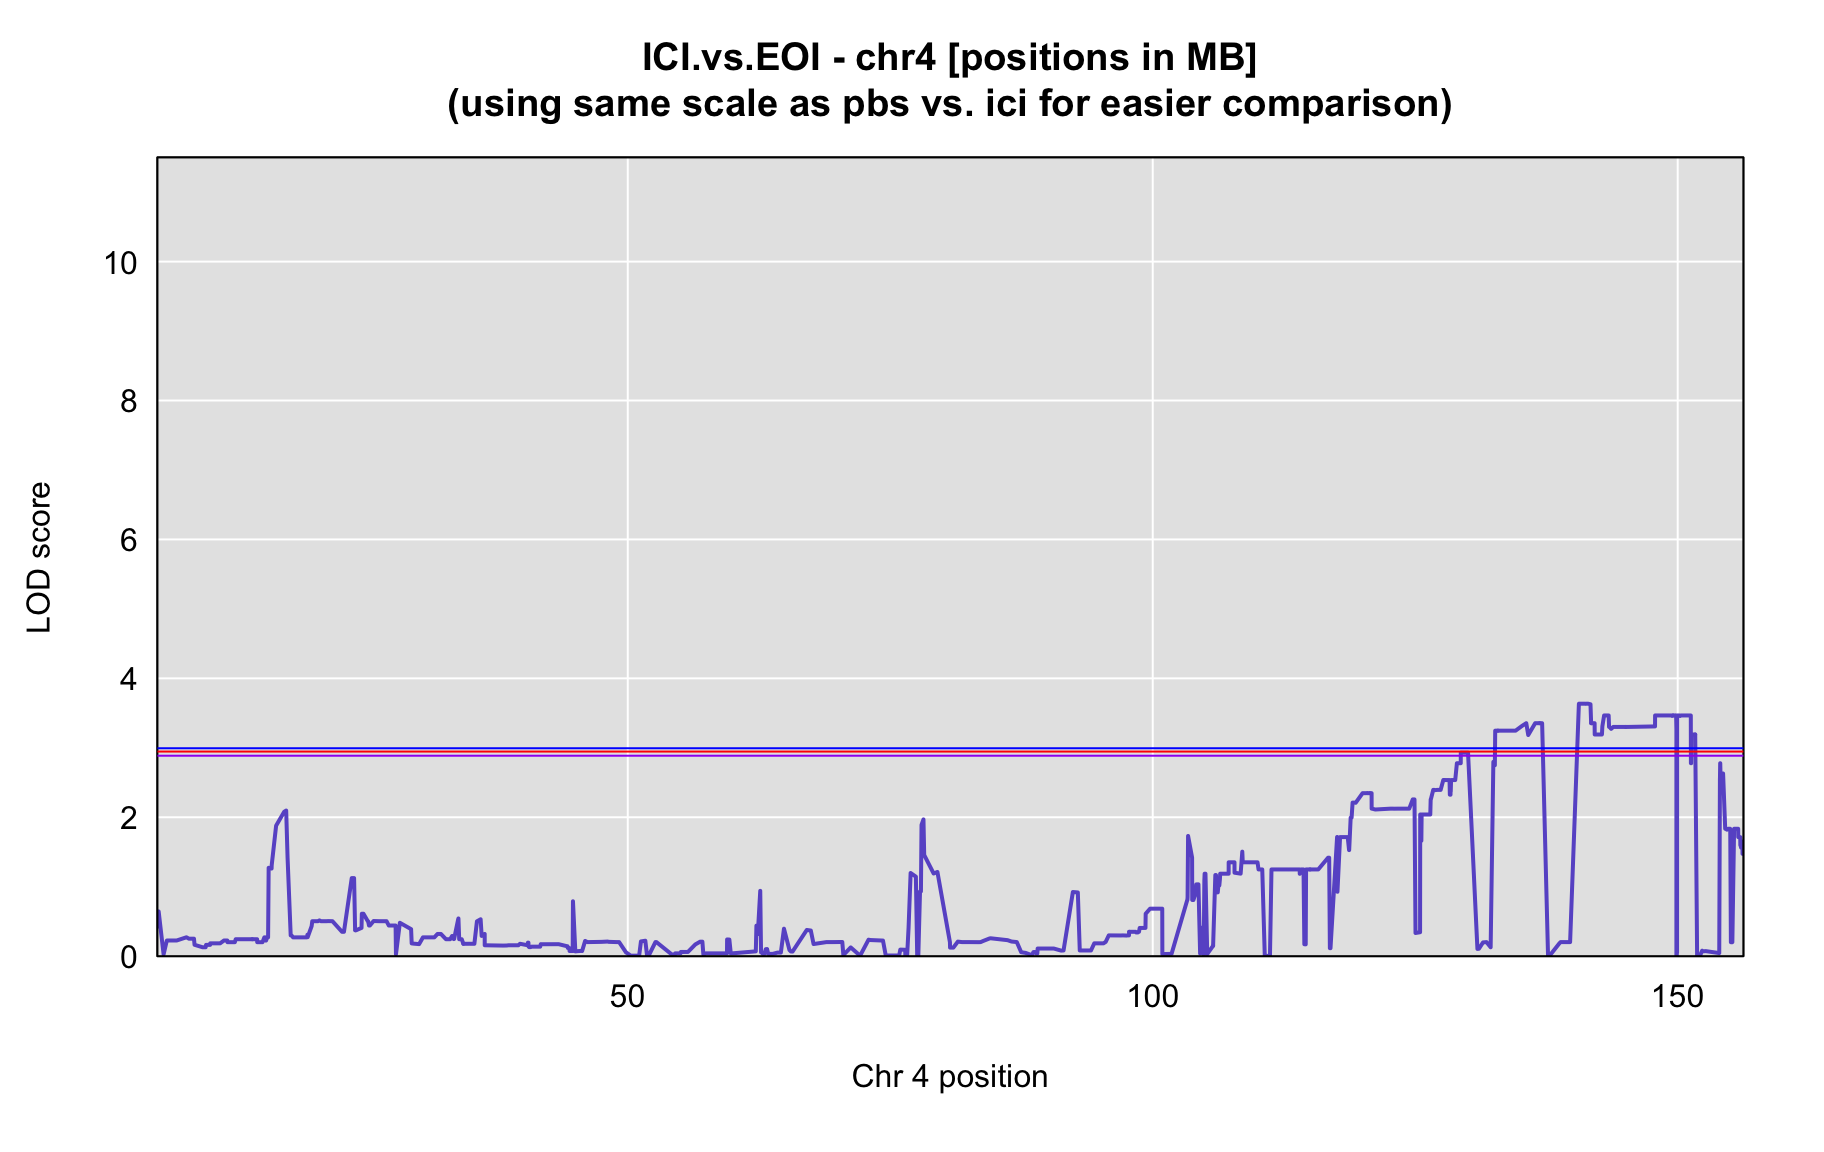 ICI.vs.EOI - chr4 [positions in MB]
(using same scale as pbs vs. ici for easier comparison)
LOD score
10
8
6
4
2
0
50
100
150
Chr 4 position